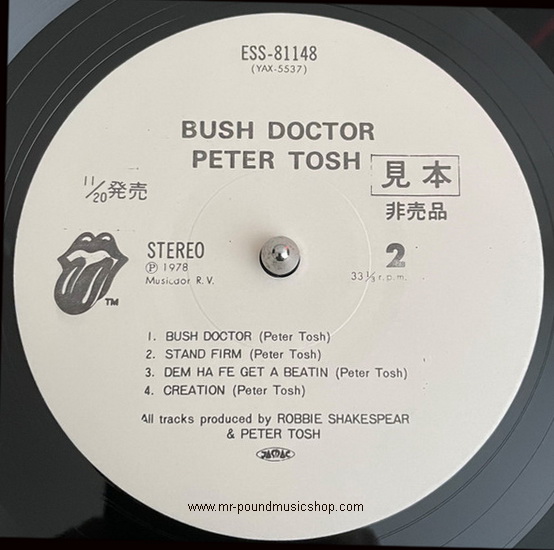 ESS-81148
(YAX-5537)
BUSH DOCTOR
PETER TOSH
見本
非売品
11/20発売
STEREO
Ⓟ 1978
Musidor R. V.
2
33⅓ r.p.m.
TM
1. BUSH DOCTOR (Peter Tosh)
2. STAND FIRM (Peter Tosh)
3. DEM HA FE GET A BEATIN (Peter Tosh)
4. CREATION (Peter Tosh)
All tracks produced by ROBBIE SHAKESPEAR
& PETER TOSH
JASRAC
www.mr-poundmusicshop.com